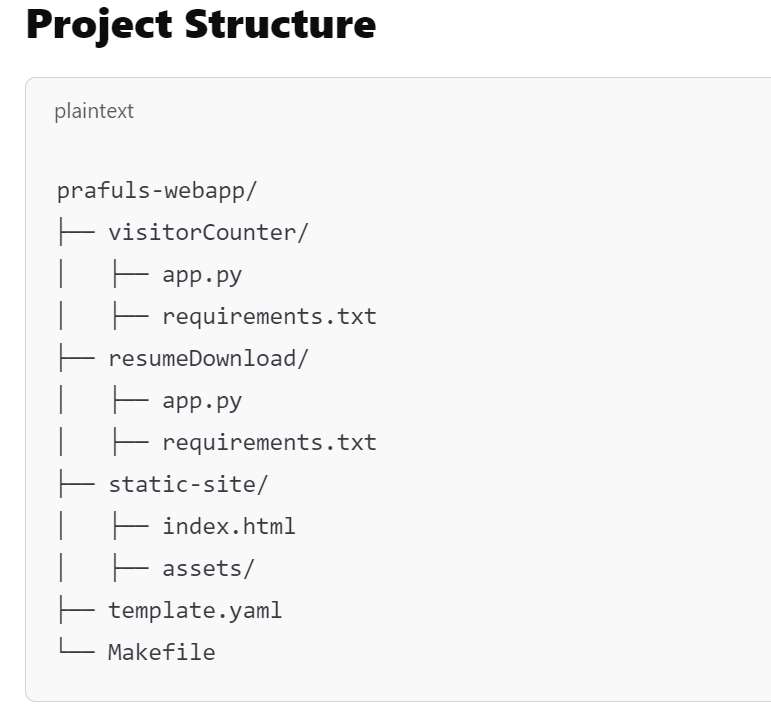 Project Structure
plaintext
prafuls-webapp/
├── visitorCounter/
│   ├── app.py
│   ├── requirements.txt
├── resumeDownload/
│   ├── app.py
│   ├── requirements.txt
├── static-site/
│   ├── index.html
│   ├── assets/
├── template.yaml
└── Makefile